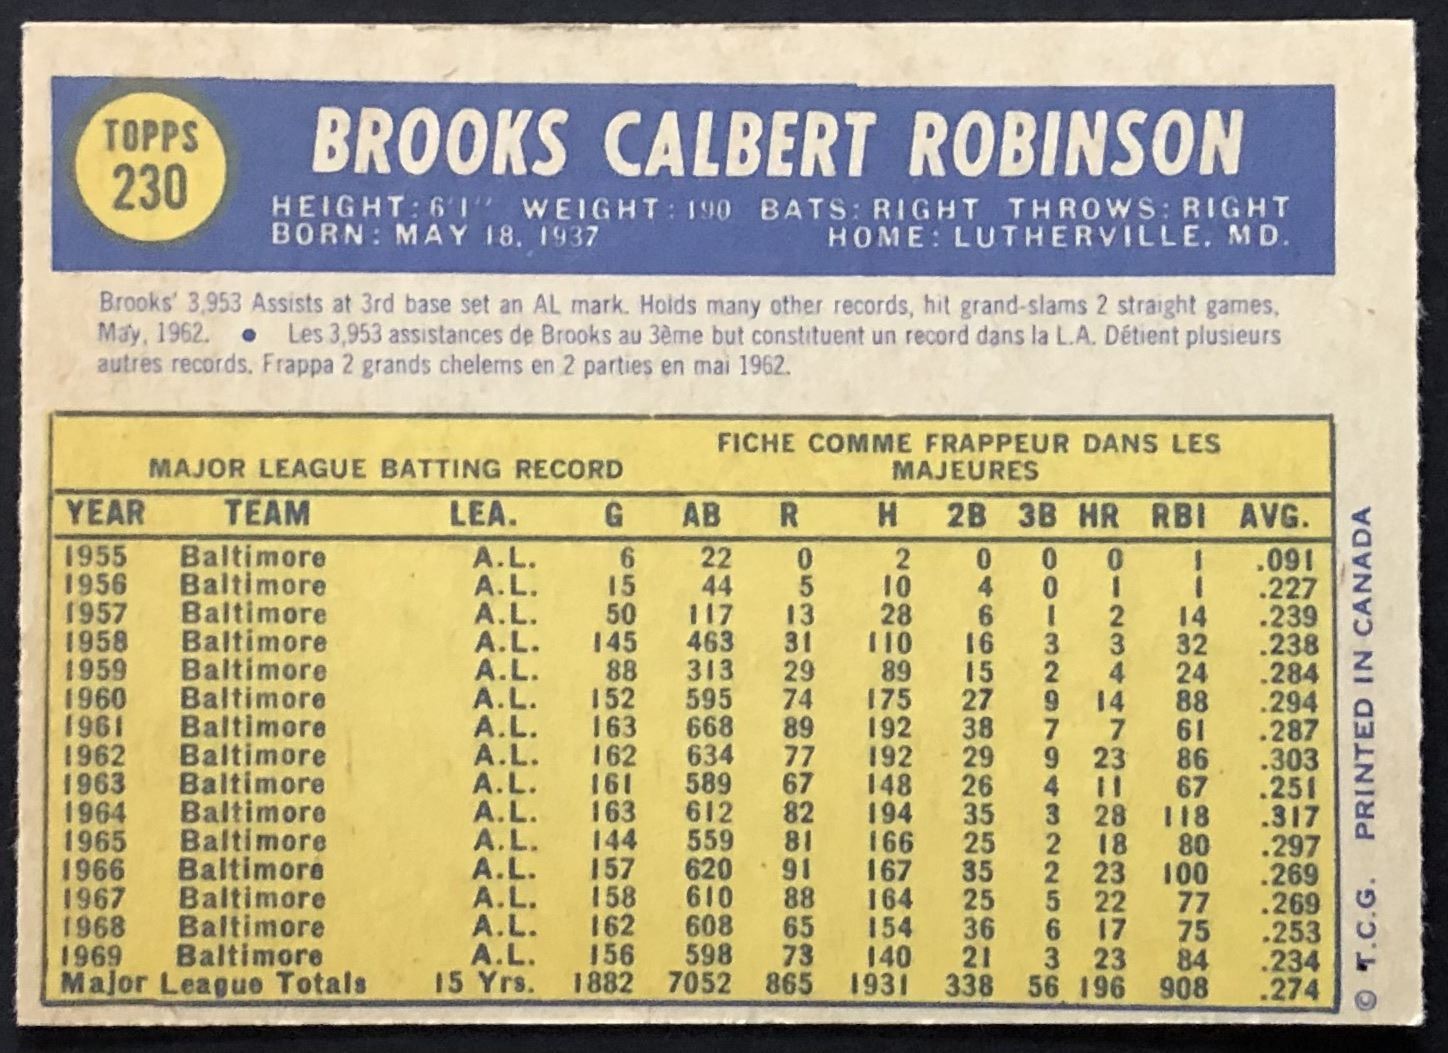 TOPPS
230
BROOKS CALBERT ROBINSON
HEIGHT: 6'1" WEIGHT: 190 BATS: RIGHT THROWS: RIGHT
BORN: MAY 18, 1937 HOME: LUTHERVILLE, MD.
Brooks' 3,953 Assists at 3rd base set an AL mark. Holds many other records, hit grand-slams 2 straight games,
May, 1962. • Les 3,953 assistances de Brooks au 3ème but constituent un record dans la L.A. Détient plusieurs
autres records. Frappa 2 grands chelems en 2 parties en mai 1962.
MAJOR LEAGUE BATTING RECORD
FICHE COMME FRAPPEUR DANS LES
MAJEURES
YEAR TEAM LEA. G AB R H 2B 3B HR RBI AVG.
1955 Baltimore A.L. 6 22 0 2 0 0 0 1 .091
1956 Baltimore A.L. 15 44 5 10 4 0 1 1 .227
1957 Baltimore A.L. 50 117 13 28 6 1 2 14 .239
1958 Baltimore A.L. 145 463 31 110 16 3 3 32 .238
1959 Baltimore A.L. 88 313 29 89 15 2 4 24 .284
1960 Baltimore A.L. 152 595 74 175 27 9 14 88 .294
1961 Baltimore A.L. 163 668 89 192 38 7 7 61 .287
1962 Baltimore A.L. 162 634 77 192 29 9 23 86 .303
1963 Baltimore A.L. 161 589 67 148 26 4 11 67 .251
1964 Baltimore A.L. 163 612 82 194 35 3 28 118 .317
1965 Baltimore A.L. 144 559 81 166 25 2 18 80 .297
1966 Baltimore A.L. 157 620 91 167 35 2 23 100 .269
1967 Baltimore A.L. 158 610 88 164 25 5 22 77 .269
1968 Baltimore A.L. 162 608 65 154 36 6 17 75 .253
1969 Baltimore A.L. 156 598 73 140 21 3 23 84 .234
Major League Totals 15 Yrs. 1882 7052 865 1931 338 56 196 908 .274
© T.C.G. PRINTED IN CANADA